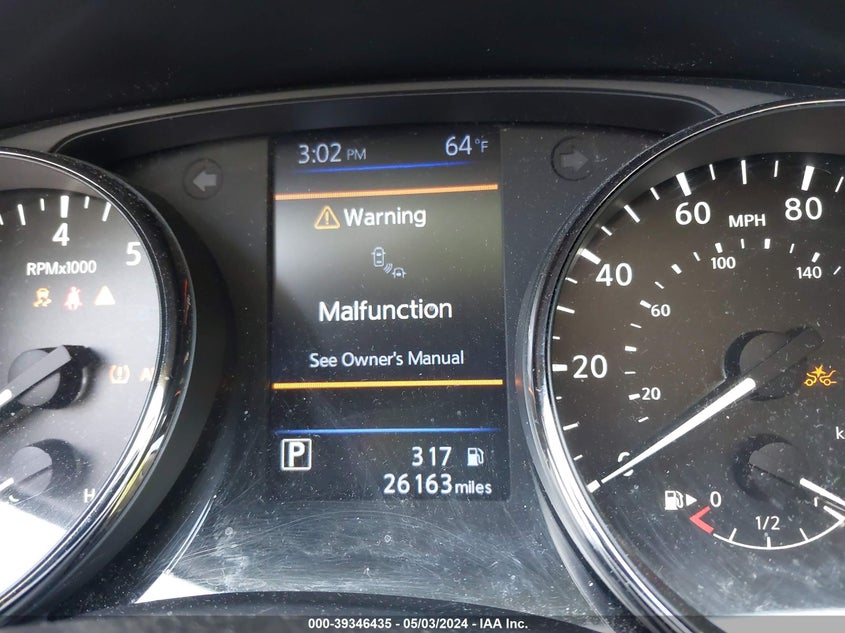 3:02 PM 64°F
Warning
Malfunction
See Owner's Manual
P 317
26163 miles
4 5
RPMx1000
H
0 20 40 60 80
MPH
20 60 100 140
k
0 1/2
000-39346435 - 05/03/2024 - IAA Inc.